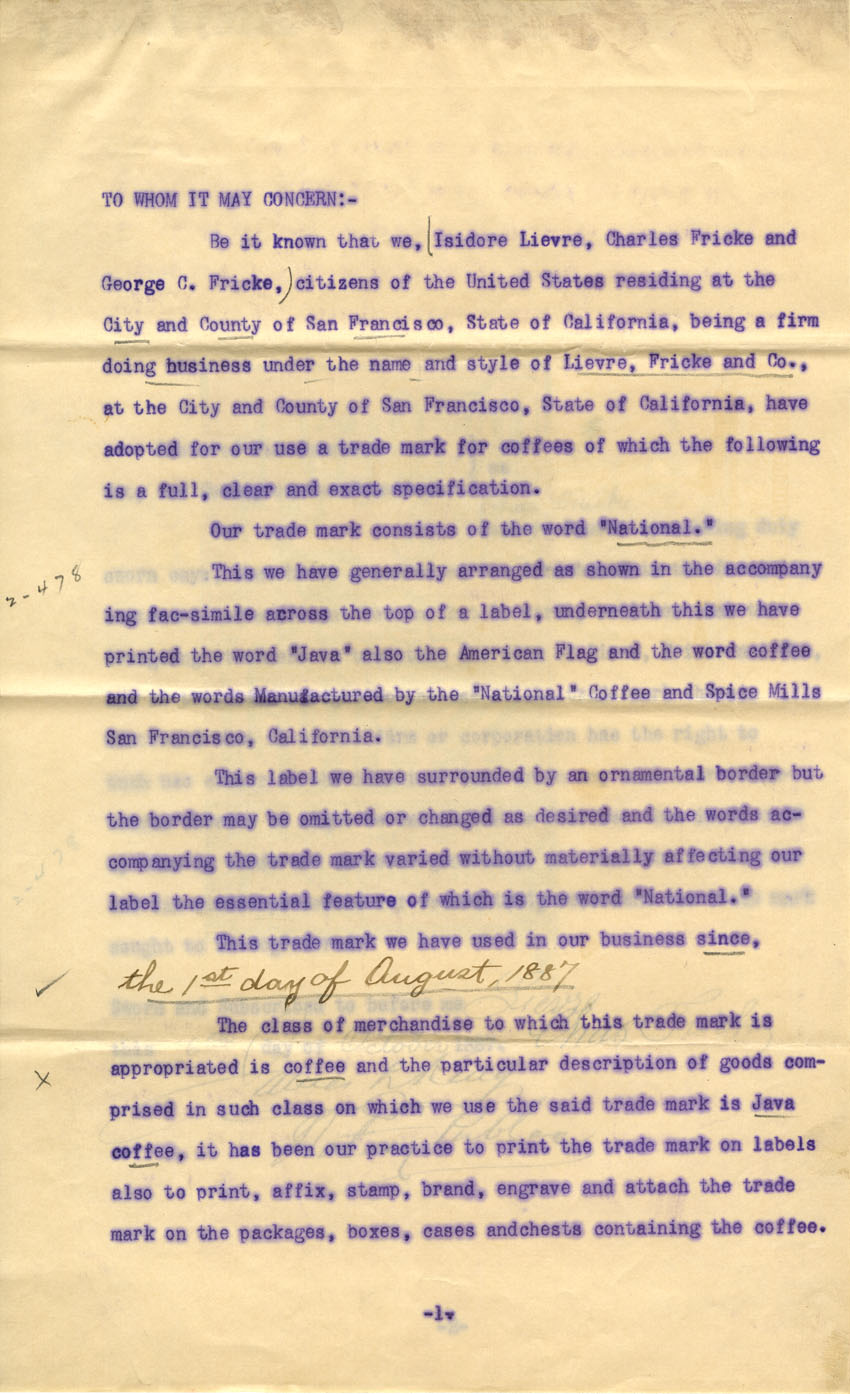 TO WHOM IT MAY CONCERN:-
Be it known that we, (Isidore Lievre, Charles Fricke and
George C. Fricke,) citizens of the United States residing at the
City and County of San Francisco, State of California, being a firm
doing business under the name and style of Lievre, Fricke and Co.,
at the City and County of San Francisco, State of California, have
adopted for our use a trade mark for coffees of which the following
is a full, clear and exact specification.
Our trade mark consists of the word "National."
2-478
This we have generally arranged as shown in the accompany
ing fac-simile across the top of a label, underneath this we have
printed the word "Java" also the American Flag and the word coffee
and the words Manufactured by the "National" Coffee and Spice Mills
San Francisco, California.
This label we have surrounded by an ornamental border but
the border may be omitted or changed as desired and the words ac-
companying the trade mark varied without materially affecting our
label the essential feature of which is the word "National."
This trade mark we have used in our business since,
the 1st day of August, 1887
The class of merchandise to which this trade mark is
appropriated is coffee and the particular description of goods com-
prised in such class on which we use the said trade mark is Java
coffee, it has been our practice to print the trade mark on labels
also to print, affix, stamp, brand, engrave and attach the trade
mark on the packages, boxes, cases andchests containing the coffee.
-1-